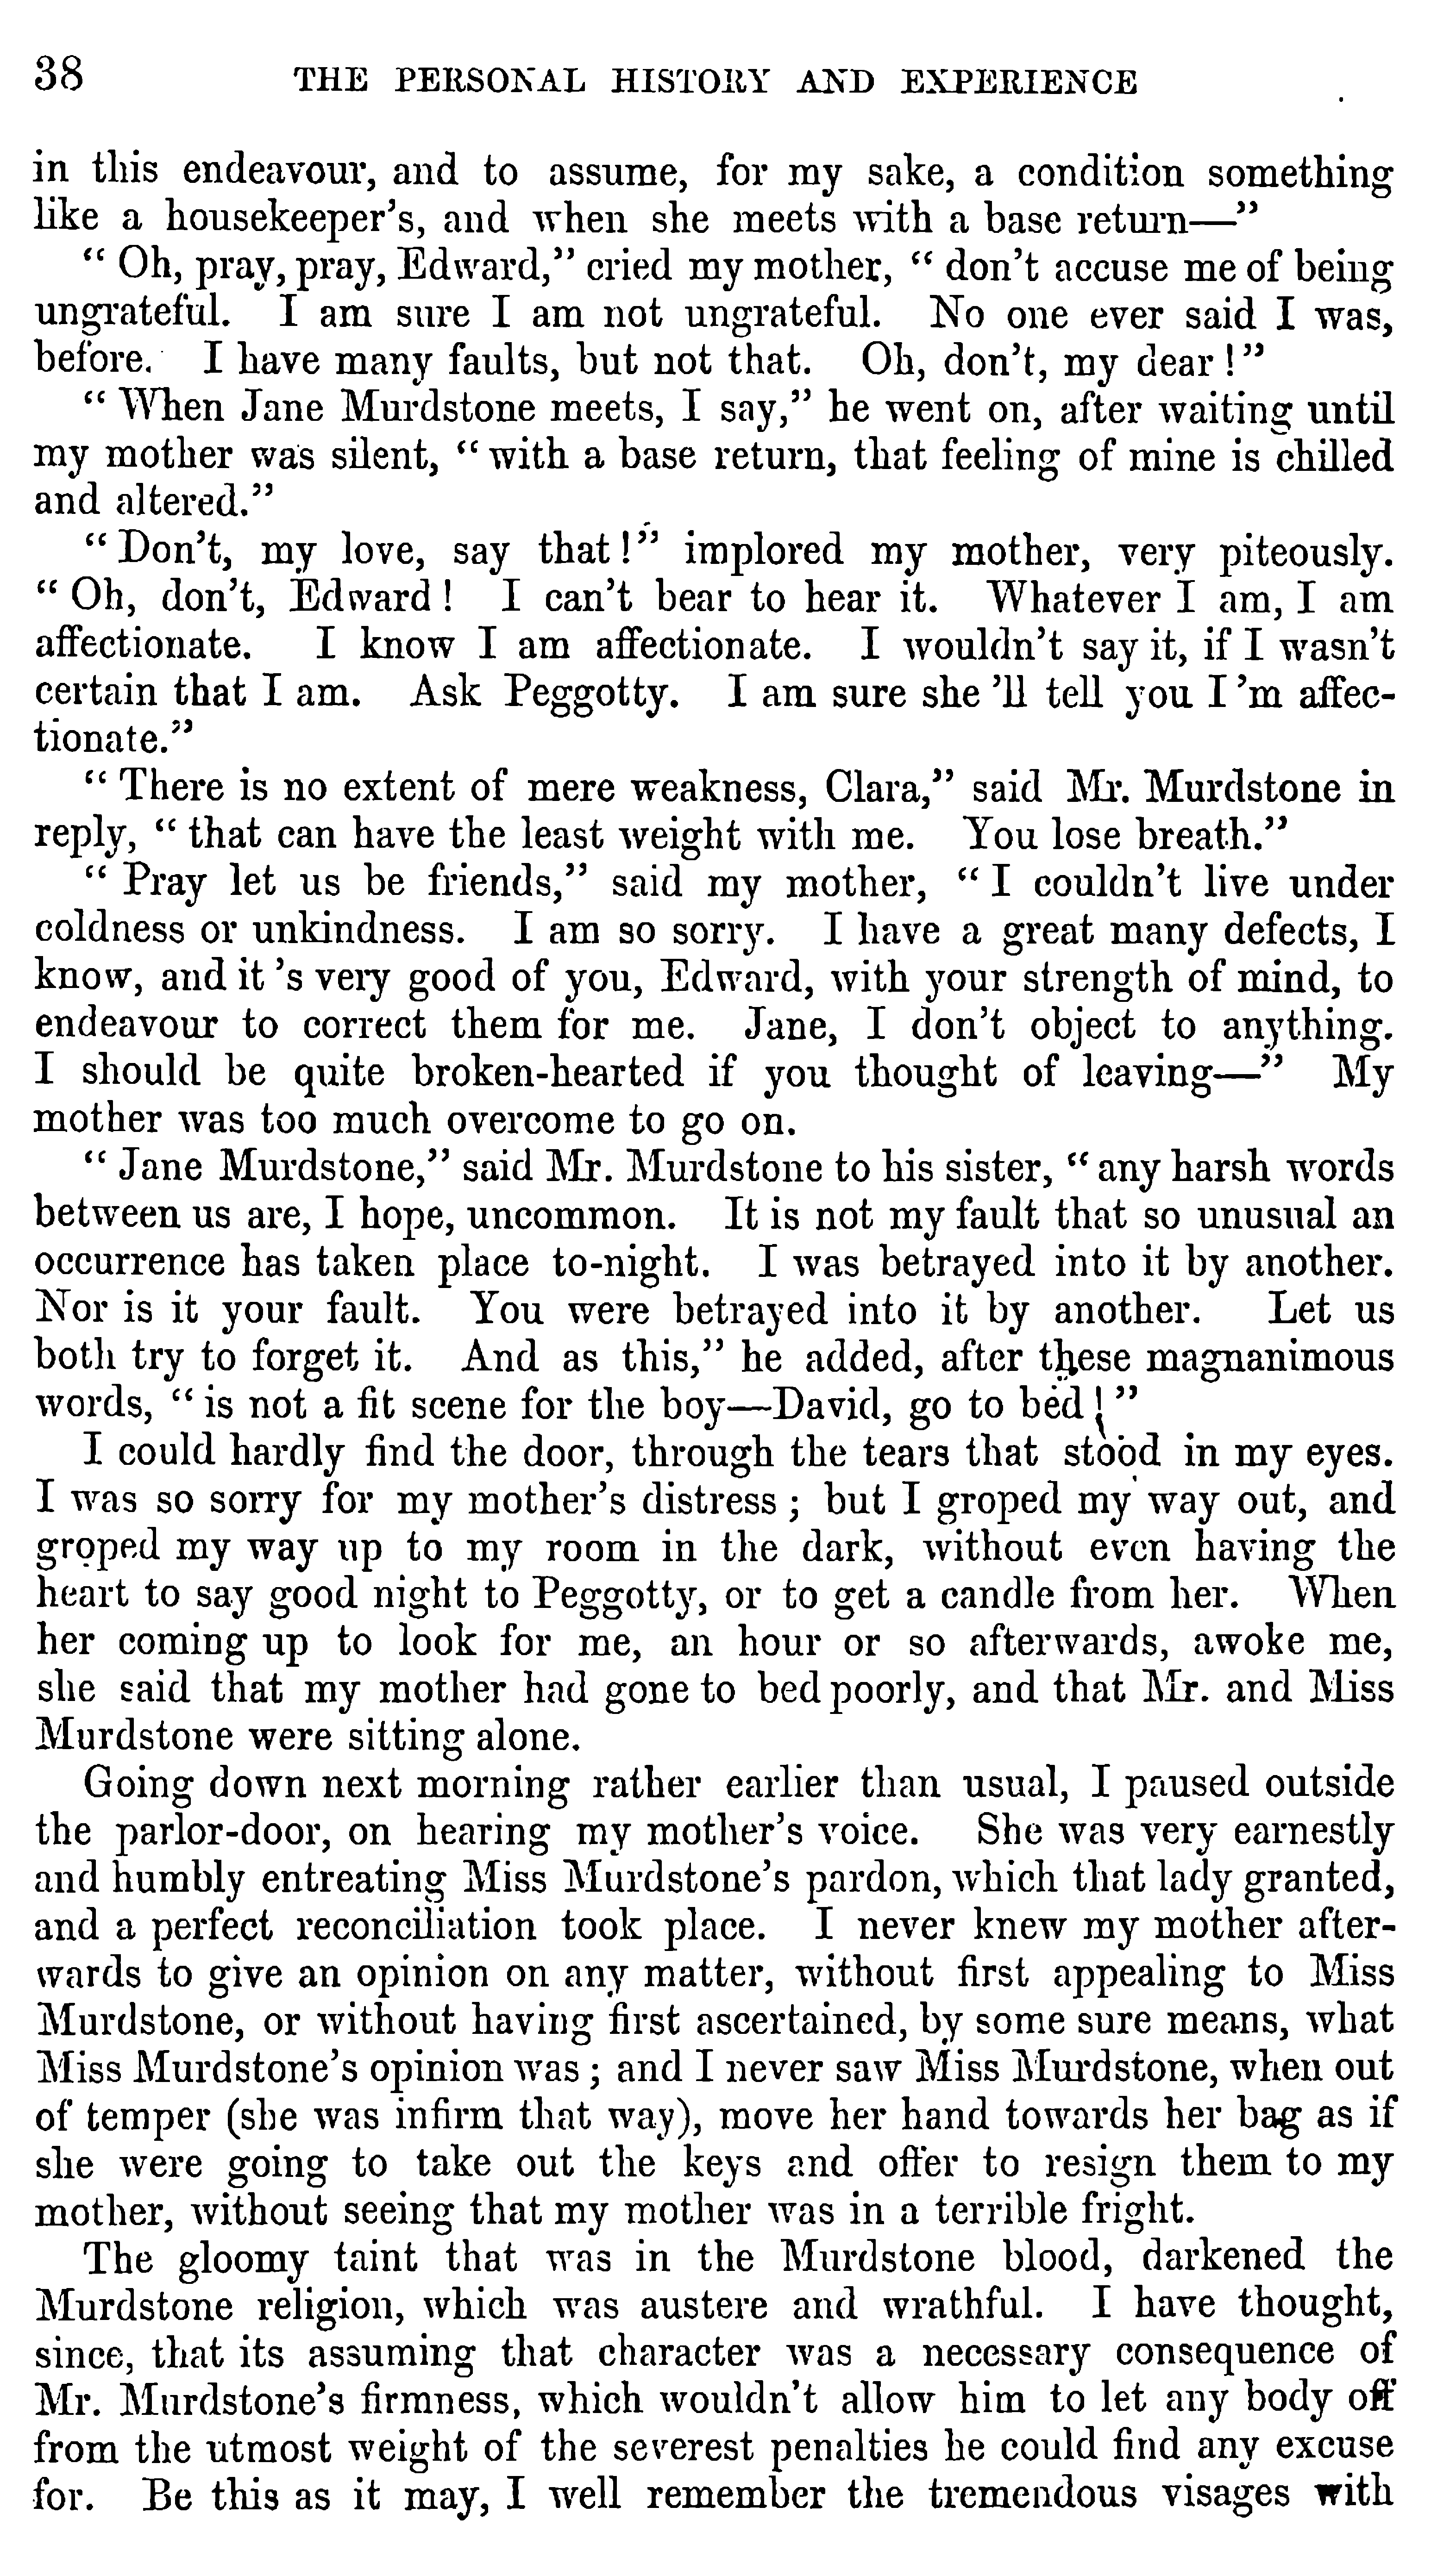 38 THE PERSONAL HISTORY AND EXPERIENCE
in this endeavour, and to assume, for my sake, a condition something
like a housekeeper's, and when she meets with a base return—"
"Oh, pray, pray, Edward," cried my mother, "don't accuse me of being
ungrateful. I am sure I am not ungrateful. No one ever said I was,
before. I have many faults, but not that. Oh, don't, my dear!"
"When Jane Murdstone meets, I say," he went on, after waiting until
my mother was silent, "with a base return, that feeling of mine is chilled
and altered."
"Don't, my love, say that!" implored my mother, very piteously.
"Oh, don't, Edward! I can't bear to hear it. Whatever I am, I am
affectionate. I know I am affectionate. I wouldn't say it, if I wasn't
certain that I am. Ask Peggotty. I am sure she 'll tell you I 'm affec-
tionate."
"There is no extent of mere weakness, Clara," said Mr. Murdstone in
reply, "that can have the least weight with me. You lose breath."
"Pray let us be friends," said my mother, "I couldn't live under
coldness or unkindness. I am so sorry. I have a great many defects, I
know, and it 's very good of you, Edward, with your strength of mind, to
endeavour to correct them for me. Jane, I don't object to anything.
I should be quite broken-hearted if you thought of leaving—" My
mother was too much overcome to go on.
"Jane Murdstone," said Mr. Murdstone to his sister, "any harsh words
between us are, I hope, uncommon. It is not my fault that so unusual an
occurrence has taken place to-night. I was betrayed into it by another.
Nor is it your fault. You were betrayed into it by another. Let us
both try to forget it. And as this," he added, after these magnanimous
words, "is not a fit scene for the boy—David, go to bed!"
I could hardly find the door, through the tears that stood in my eyes.
I was so sorry for my mother's distress; but I groped my way out, and
groped my way up to my room in the dark, without even having the
heart to say good night to Peggotty, or to get a candle from her. When
her coming up to look for me, an hour or so afterwards, awoke me,
she said that my mother had gone to bed poorly, and that Mr. and Miss
Murdstone were sitting alone.
Going down next morning rather earlier than usual, I paused outside
the parlor-door, on hearing my mother's voice. She was very earnestly
and humbly entreating Miss Murdstone's pardon, which that lady granted,
and a perfect reconciliation took place. I never knew my mother after-
wards to give an opinion on any matter, without first appealing to Miss
Murdstone, or without having first ascertained, by some sure means, what
Miss Murdstone's opinion was; and I never saw Miss Murdstone, when out
of temper (she was infirm that way), move her hand towards her bag as if
she were going to take out the keys and offer to resign them to my
mother, without seeing that my mother was in a terrible fright.
The gloomy taint that was in the Murdstone blood, darkened the
Murdstone religion, which was austere and wrathful. I have thought,
since, that its assuming that character was a necessary consequence of
Mr. Murdstone's firmness, which wouldn't allow him to let any body off
from the utmost weight of the severest penalties he could find any excuse
for. Be this as it may, I well remember the tremendous visages with